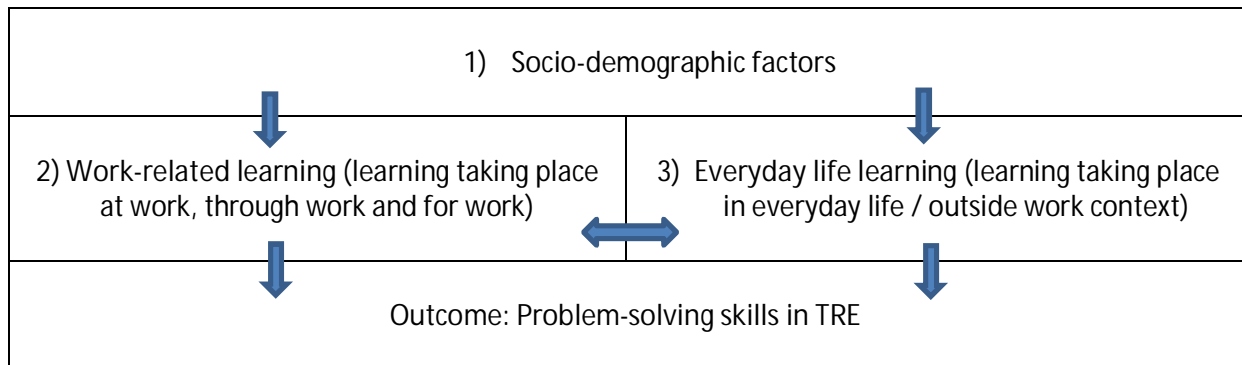 1) Socio-demographic factors
2) Work-related learning (learning taking place
at work, through work and for work)
3) Everyday life learning (learning taking place
in everyday life / outside work context)
Outcome: Problem-solving skills in TRE